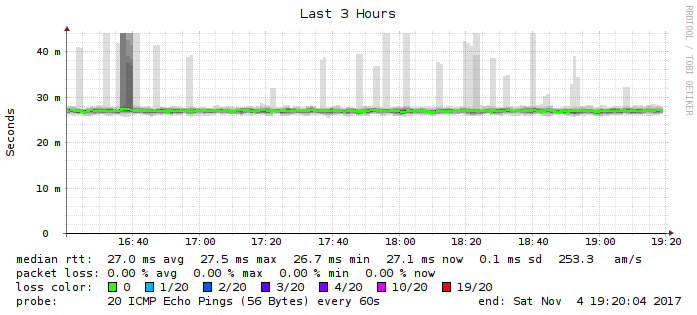 Last 3 Hours
RRDTOOL / TOBI OETIKER
Seconds
40 m
30 m
20 m
10 m
0
16:40 17:00 17:20 17:40 18:00 18:20 18:40 19:00 19:20
median rtt: 27.0 ms avg 27.5 ms max 26.7 ms min 27.1 ms now 0.1 ms sd 253.3 am/s
packet loss: 0.00 % avg 0.00 % max 0.00 % min 0.00 % now
loss color: 0 1/20 2/20 3/20 4/20 10/20 19/20
probe: 20 ICMP Echo Pings (56 Bytes) every 60s end: Sat Nov 4 19:20:04 2017